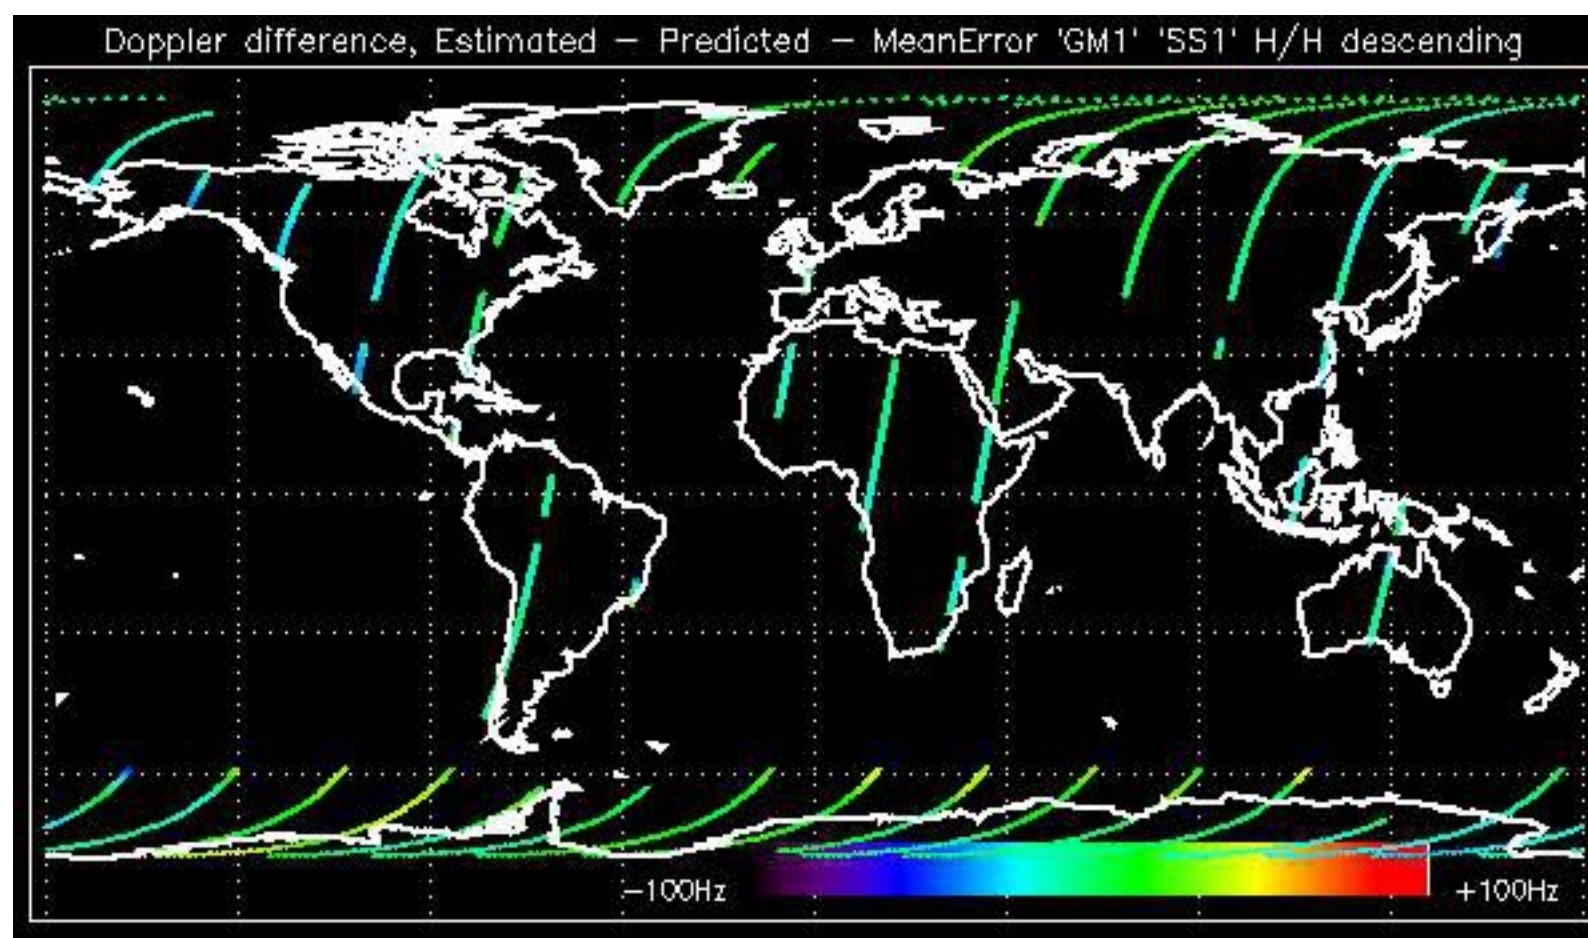 Doppler difference, Estimated − Predicted − MeanError 'GM1' 'SS1' H/H descending
−100Hz +100Hz